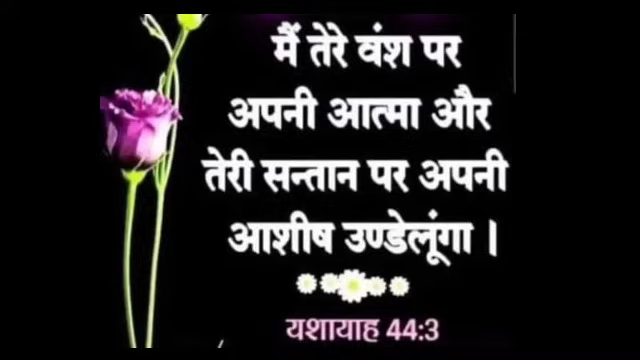 मैं तेरे वंश पर
अपनी आत्मा और
तेरी सन्तान पर अपनी
आशीष उण्डेलूंगा ।
यशायाह 44:3